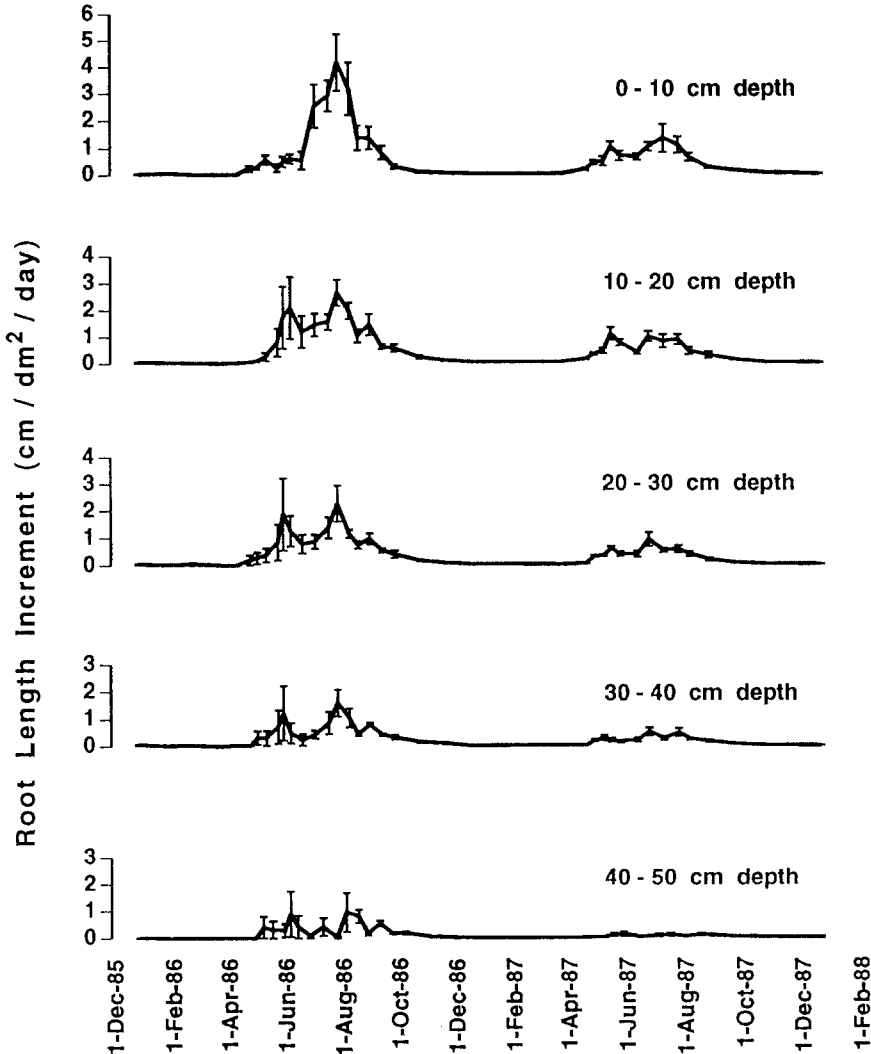 Root Length Increment (cm / dm² / day)
6
5
4
3
2
1
0
0 - 10 cm depth
4
3
2
1
0
10 - 20 cm depth
4
3
2
1
0
20 - 30 cm depth
3
2
1
0
30 - 40 cm depth
3
2
1
0
40 - 50 cm depth
1-Dec-85
1-Feb-86
1-Apr-86
1-Jun-86
1-Aug-86
1-Oct-86
1-Dec-86
1-Feb-87
1-Apr-87
1-Jun-87
1-Aug-87
1-Oct-87
1-Dec-87
1-Feb-88